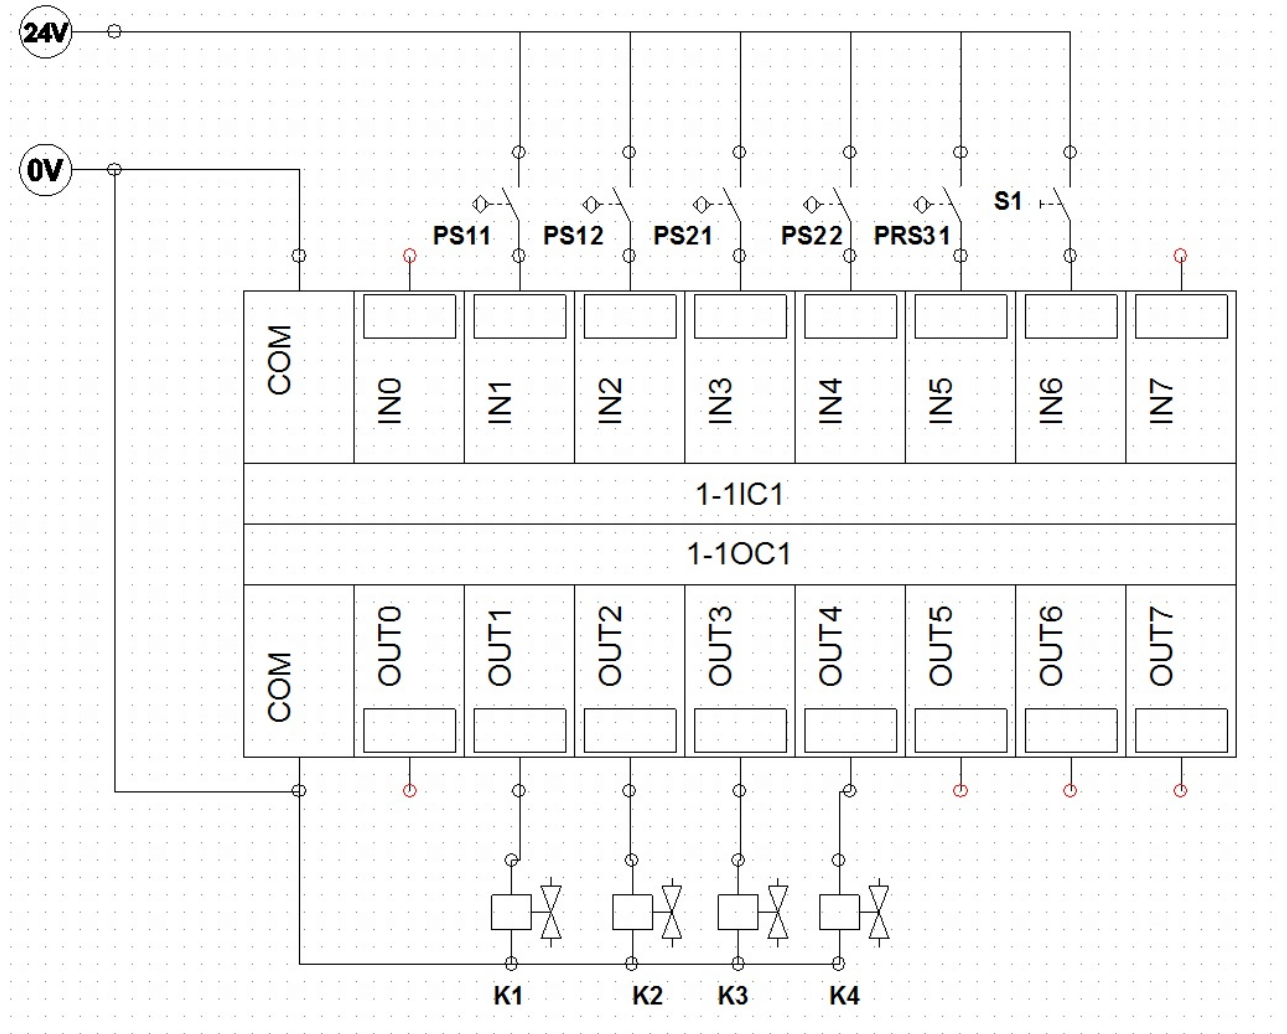 24V
0V
S1
PS11 PS12 PS21 PS22 PRS31
COM IN0 IN1 IN2 IN3 IN4 IN5 IN6 IN7
1-1IC1
1-1OC1
COM OUT0 OUT1 OUT2 OUT3 OUT4 OUT5 OUT6 OUT7
K1 K2 K3 K4